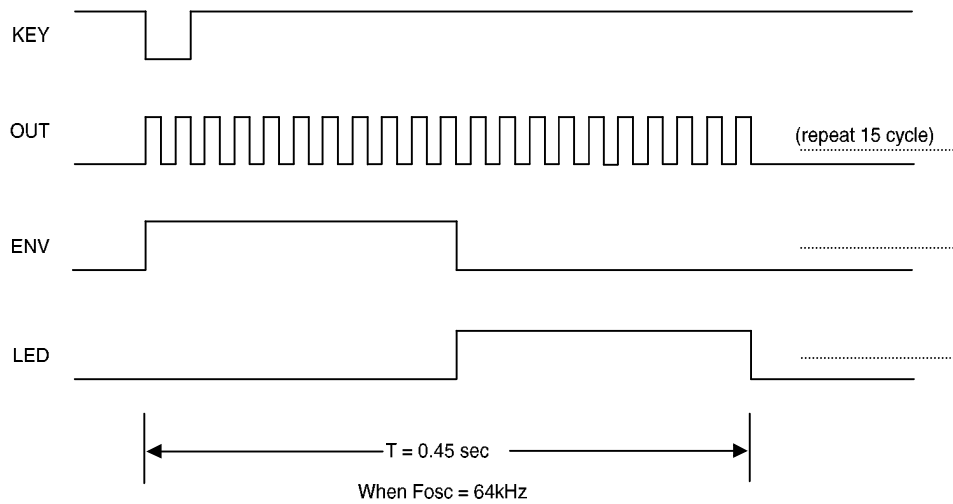 KEY
OUT
(repeat 15 cycle)
ENV
LED
T = 0.45 sec
When Fosc = 64kHz